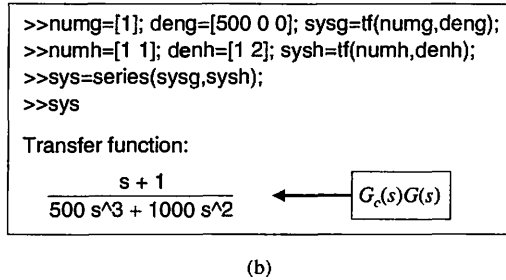 >>numg=[1]; deng=[500 0 0]; sysg=tf(numg,deng);
>>numh=[1 1]; denh=[1 2]; sysh=tf(numh,denh);
>>sys=series(sysg,sysh);
>>sys
Transfer function:
s + 1
500 s^3 + 1000 s^2
G_c(s)G(s)
(b)